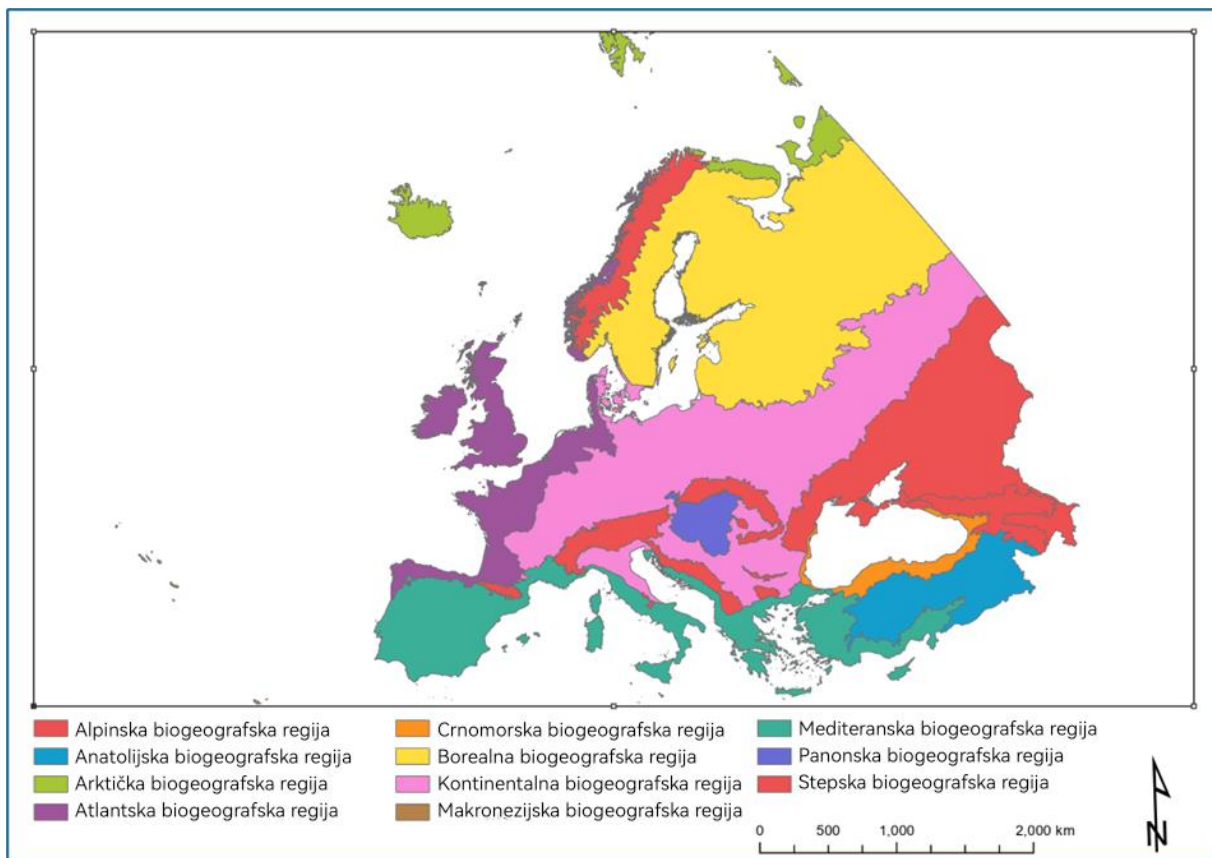 Alpinska biogeografska regija
Anatolijska biogeografska regija
Arktička biogeografska regija
Atlantska biogeografska regija
Crnomorska biogeografska regija
Borealna biogeografska regija
Kontinentalna biogeografska regija
Makronezijska biogeografska regija
Mediteranska biogeografska regija
Panonska biogeografska regija
Stepska biogeografska regija
0 500 1,000 2,000 km
N